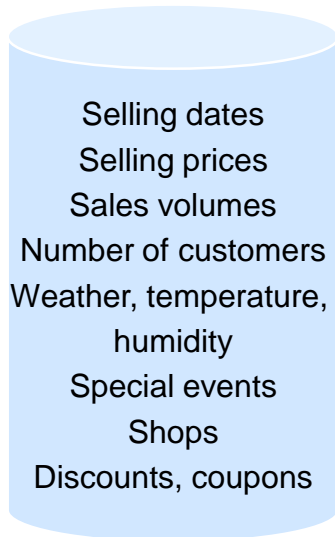 Selling dates
Selling prices
Sales volumes
Number of customers
Weather, temperature,
humidity
Special events
Shops
Discounts, coupons